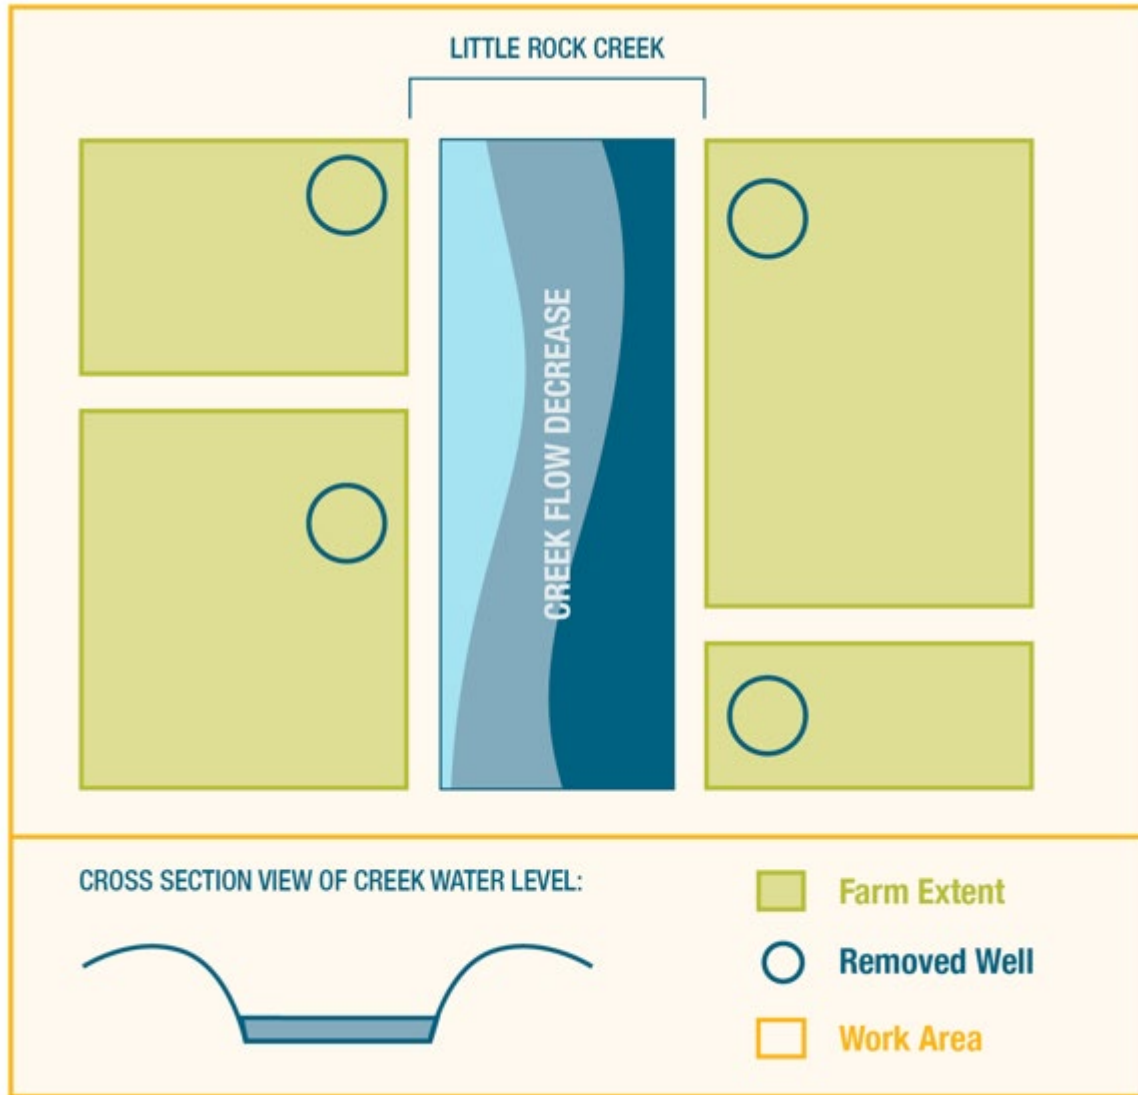 LITTLE ROCK CREEK
CREEK FLOW DECREASE
CROSS SECTION VIEW OF CREEK WATER LEVEL:
Farm Extent
Removed Well
Work Area